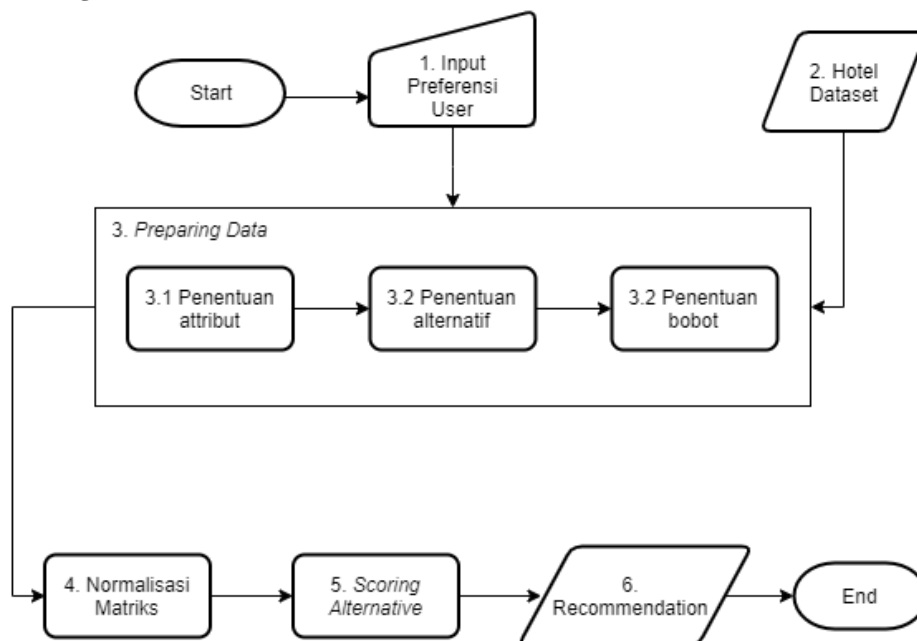 Start
1. Input
Preferensi
User
2. Hotel
Dataset
3. Preparing Data
3.1 Penentuan
attribut
3.2 Penentuan
alternatif
3.2 Penentuan
bobot
4. Normalisasi
Matriks
5. Scoring
Alternative
6.
Recommendation
End